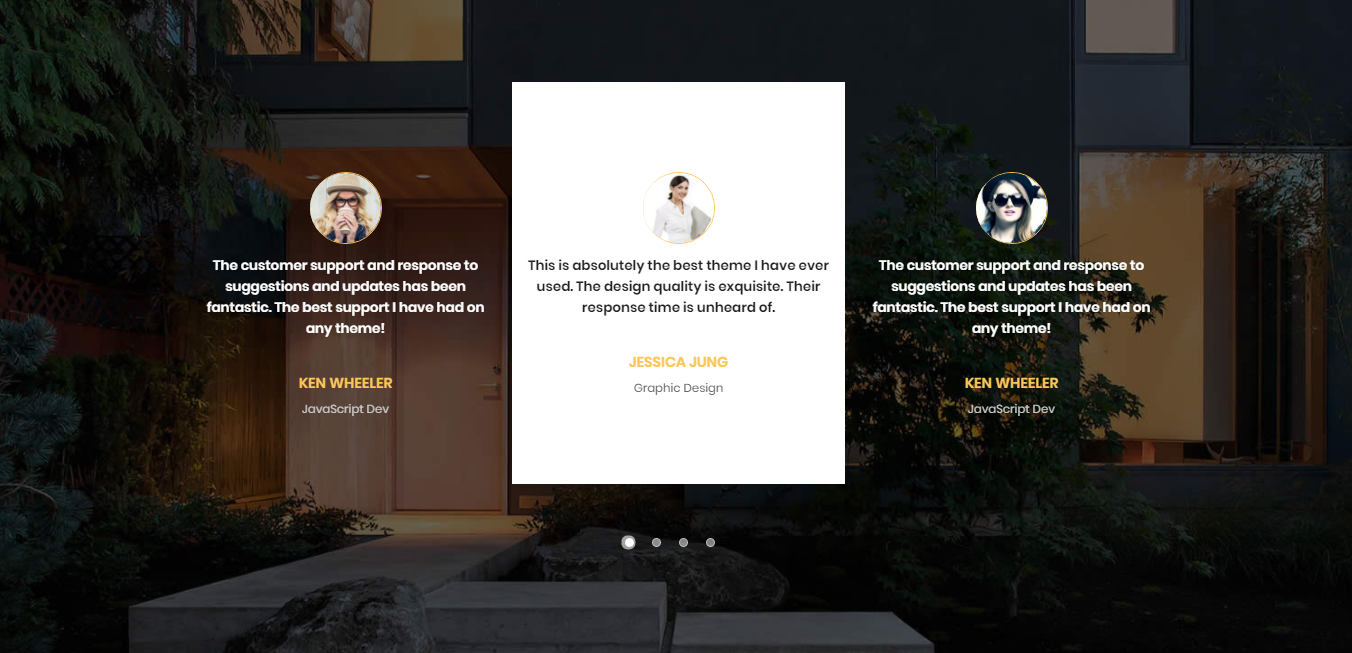 The customer support and response to
suggestions and updates has been
fantastic. The best support I have had on
any theme!
KEN WHEELER
JavaScript Dev
This is absolutely the best theme I have ever
used. The design quality is exquisite. Their
response time is unheard of.
JESSICA JUNG
Graphic Design
The customer support and response to
suggestions and updates has been
fantastic. The best support I have had on
any theme!
KEN WHEELER
JavaScript Dev